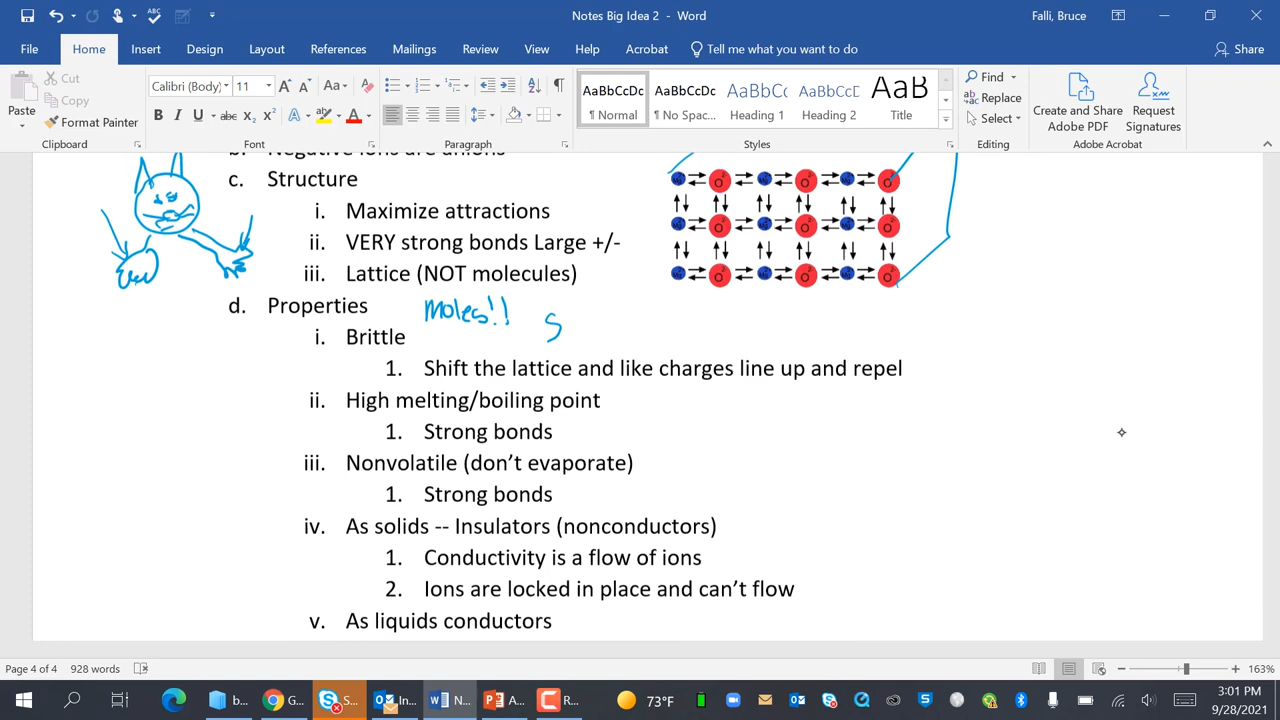 Notes Big Idea 2 - Word
Falli, Bruce
File Home Insert Design Layout References Mailings Review View Help Acrobat Tell me what you want to do Share
Paste
Cut
Copy
Format Painter
Calibri (Body) 11
AaBbCcDc AaBbCcDc AaBbCc AaBbCcD AaB
¶ Normal ¶ No Spac... Heading 1 Heading 2 Title
Find
Replace
Select
Create and Share Adobe PDF
Request Signatures
Clipboard Font Paragraph Styles Editing Adobe Acrobat
b. Negative ions are anions
c. Structure
i. Maximize attractions
ii. VERY strong bonds Large +/-
iii. Lattice (NOT molecules)
d. Properties
Moles!!
S
i. Brittle
1. Shift the lattice and like charges line up and repel
ii. High melting/boiling point
1. Strong bonds
iii. Nonvolatile (don't evaporate)
1. Strong bonds
iv. As solids -- Insulators (nonconductors)
1. Conductivity is a flow of ions
2. Ions are locked in place and can't flow
v. As liquids conductors
Page 4 of 4 928 words
163%
b... G... S... In... N... A... R...
73°F
3:01 PM
9/28/2021